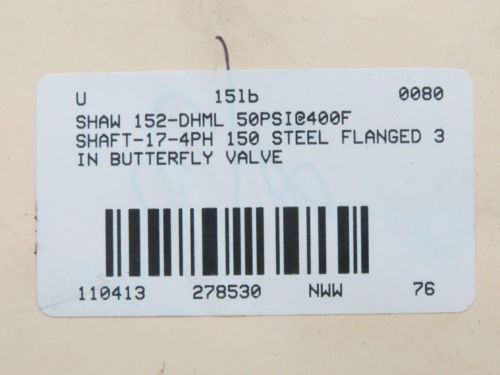 U 15lb 0080
SHAW 152-DHML 50PSI@400F
SHAFT-17-4PH 150 STEEL FLANGED 3
IN BUTTERFLY VALVE
110413 278530 NWW 76